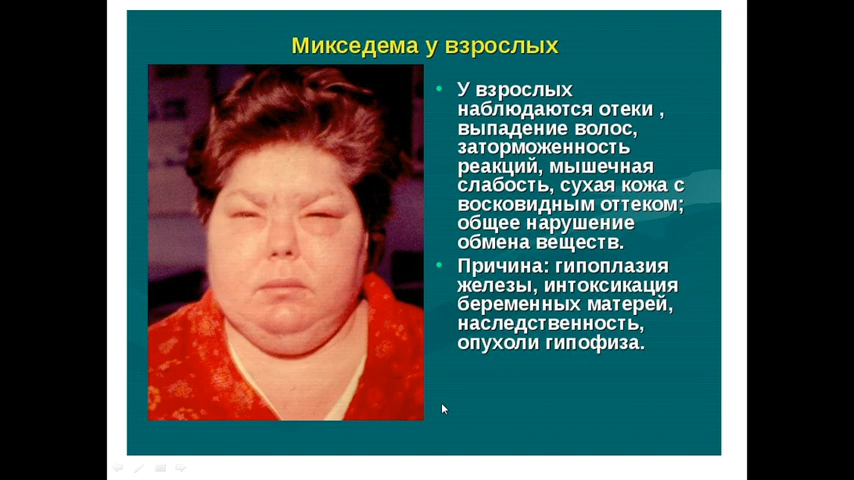 Микседема у взрослых
• У взрослых
наблюдаются отеки ,
выпадение волос,
заторможенность
реакций, мышечная
слабость, сухая кожа с
восковидным оттеком;
общее нарушение
обмена веществ.
• Причина: гипоплазия
железы, интоксикация
беременных матерей,
наследственность,
опухоли гипофиза.